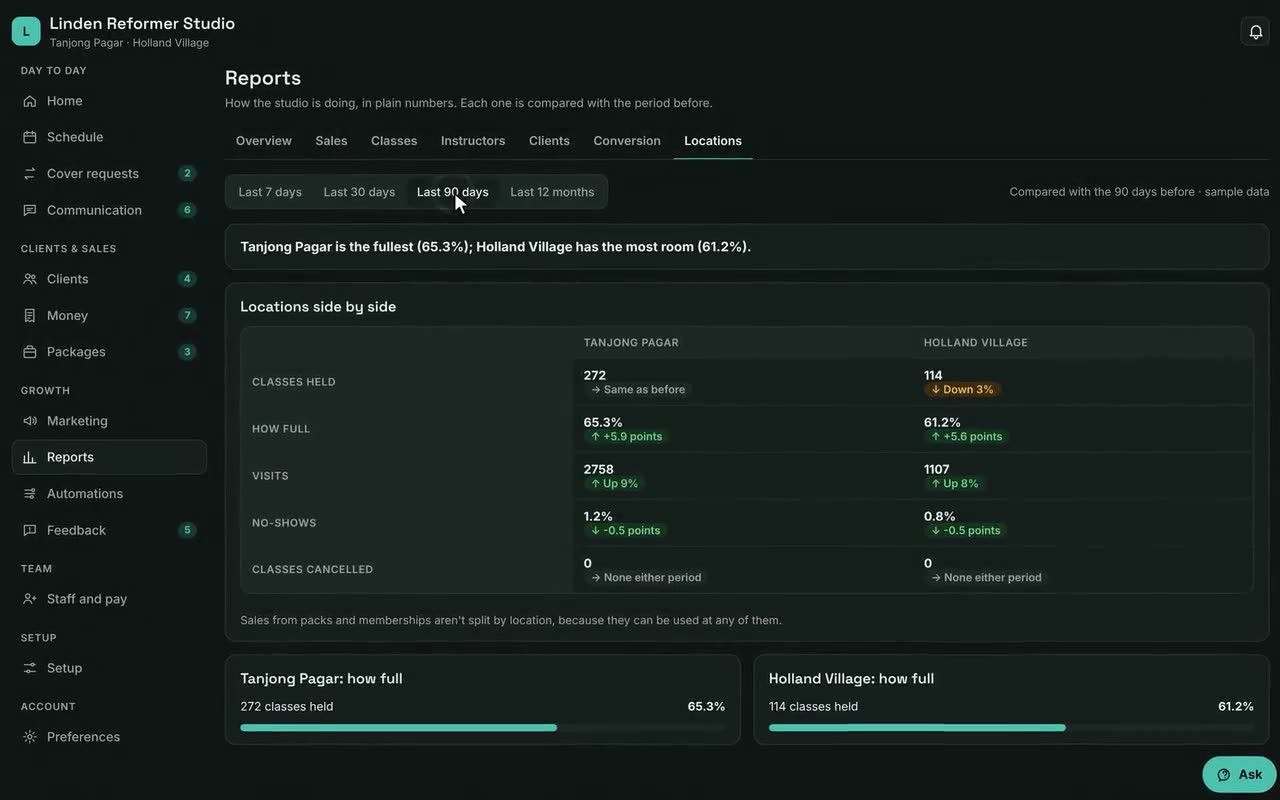 L
Linden Reformer Studio
Tanjong Pagar · Holland Village
DAY TO DAY
Home
Schedule
Cover requests 2
Communication 6
CLIENTS & SALES
Clients 4
Money 7
Packages 3
GROWTH
Marketing
Reports
Automations
Feedback 5
TEAM
Staff and pay
SETUP
Setup
ACCOUNT
Preferences
Reports
How the studio is doing, in plain numbers. Each one is compared with the period before.
Overview Sales Classes Instructors Clients Conversion Locations
Last 7 days Last 30 days Last 90 days Last 12 months
Compared with the 90 days before · sample data
Tanjong Pagar is the fullest (65.3%); Holland Village has the most room (61.2%).
Locations side by side
TANJONG PAGAR HOLLAND VILLAGE
CLASSES HELD
272 114
→ Same as before ↓ Down 3%
HOW FULL
65.3% 61.2%
↑ +5.9 points ↑ +5.6 points
VISITS
2758 1107
↑ Up 9% ↑ Up 8%
NO-SHOWS
1.2% 0.8%
↓ -0.5 points ↓ -0.5 points
CLASSES CANCELLED
0 0
→ None either period → None either period
Sales from packs and memberships aren't split by location, because they can be used at any of them.
Tanjong Pagar: how full
272 classes held 65.3%
Holland Village: how full
114 classes held 61.2%
Ask